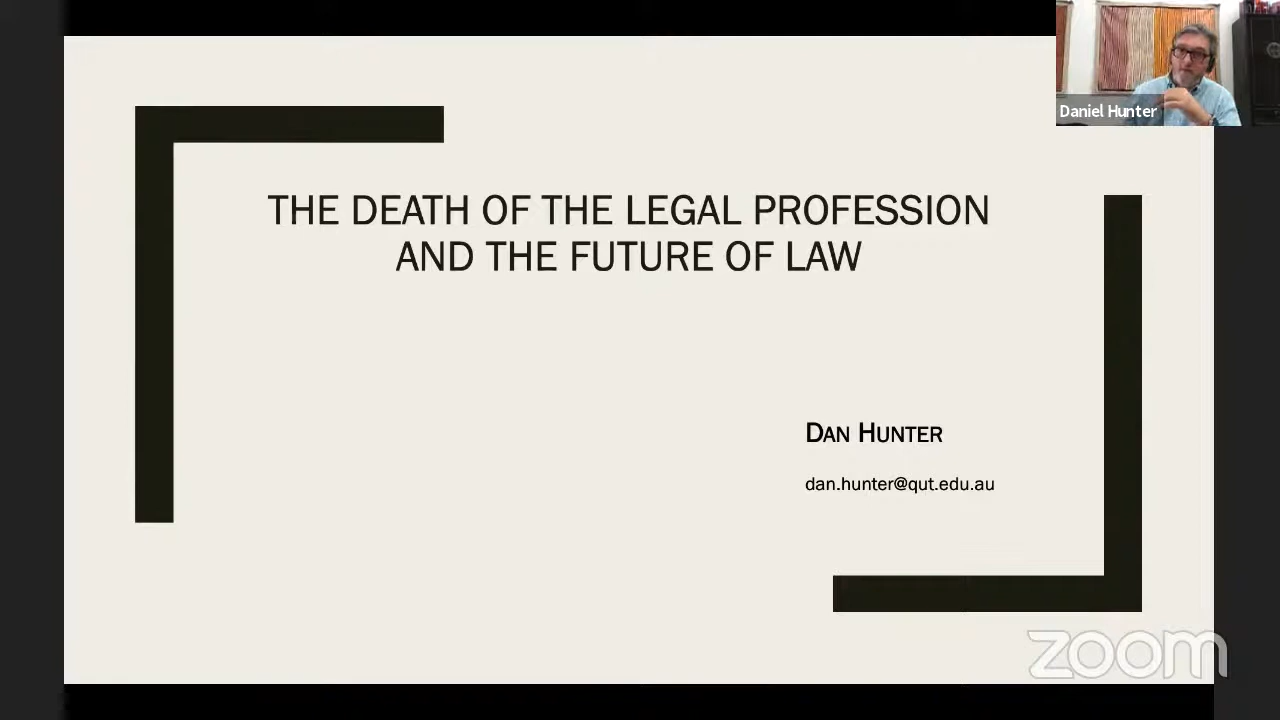 Daniel Hunter
THE DEATH OF THE LEGAL PROFESSION
AND THE FUTURE OF LAW
DAN HUNTER
dan.hunter@qut.edu.au
zoom